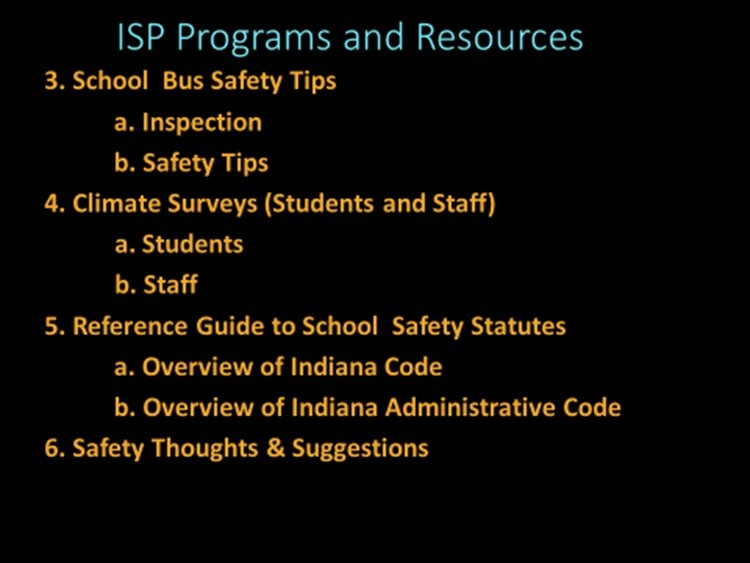 ISP Programs and Resources
3. School  Bus Safety Tips
a. Inspection
b. Safety Tips
4. Climate Surveys (Students and Staff)
a. Students
b. Staff
5. Reference Guide to School  Safety Statutes
a. Overview of Indiana Code
b. Overview of Indiana Administrative Code
6. Safety Thoughts & Suggestions